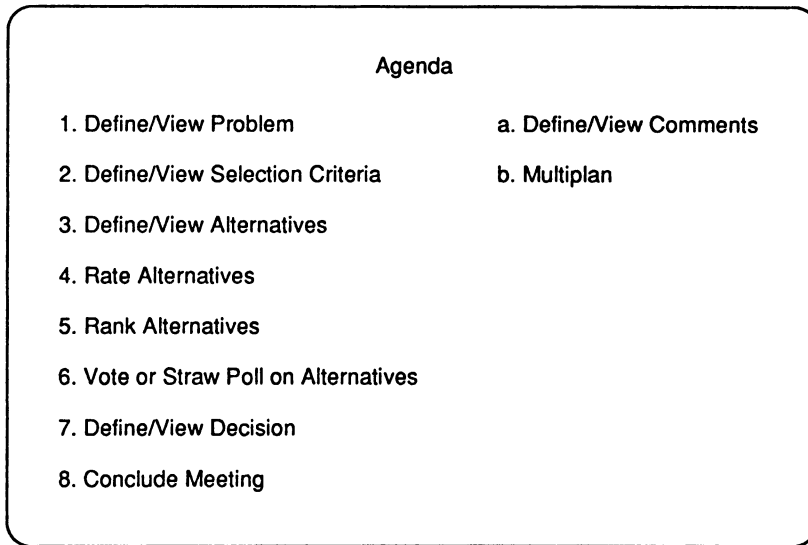 Agenda
1. Define/View Problem
2. Define/View Selection Criteria
3. Define/View Alternatives
4. Rate Alternatives
5. Rank Alternatives
6. Vote or Straw Poll on Alternatives
7. Define/View Decision
8. Conclude Meeting
a. Define/View Comments
b. Multiplan